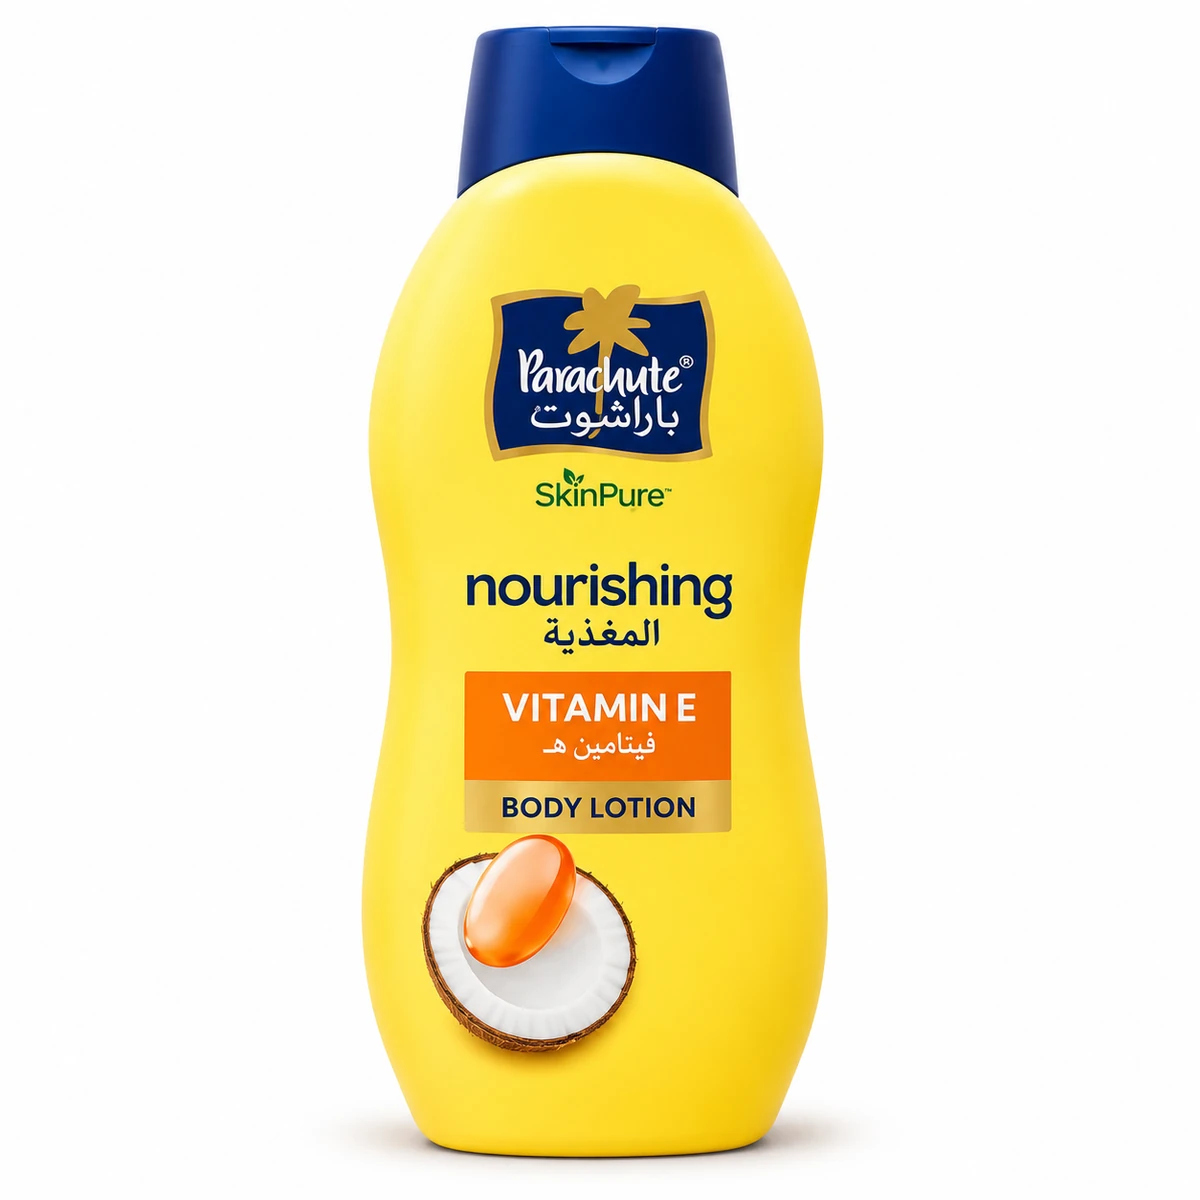 Parachute®
باراشوت
SkinPure™
nourishing
المغذية
VITAMIN E
فيتامين هـ
BODY LOTION